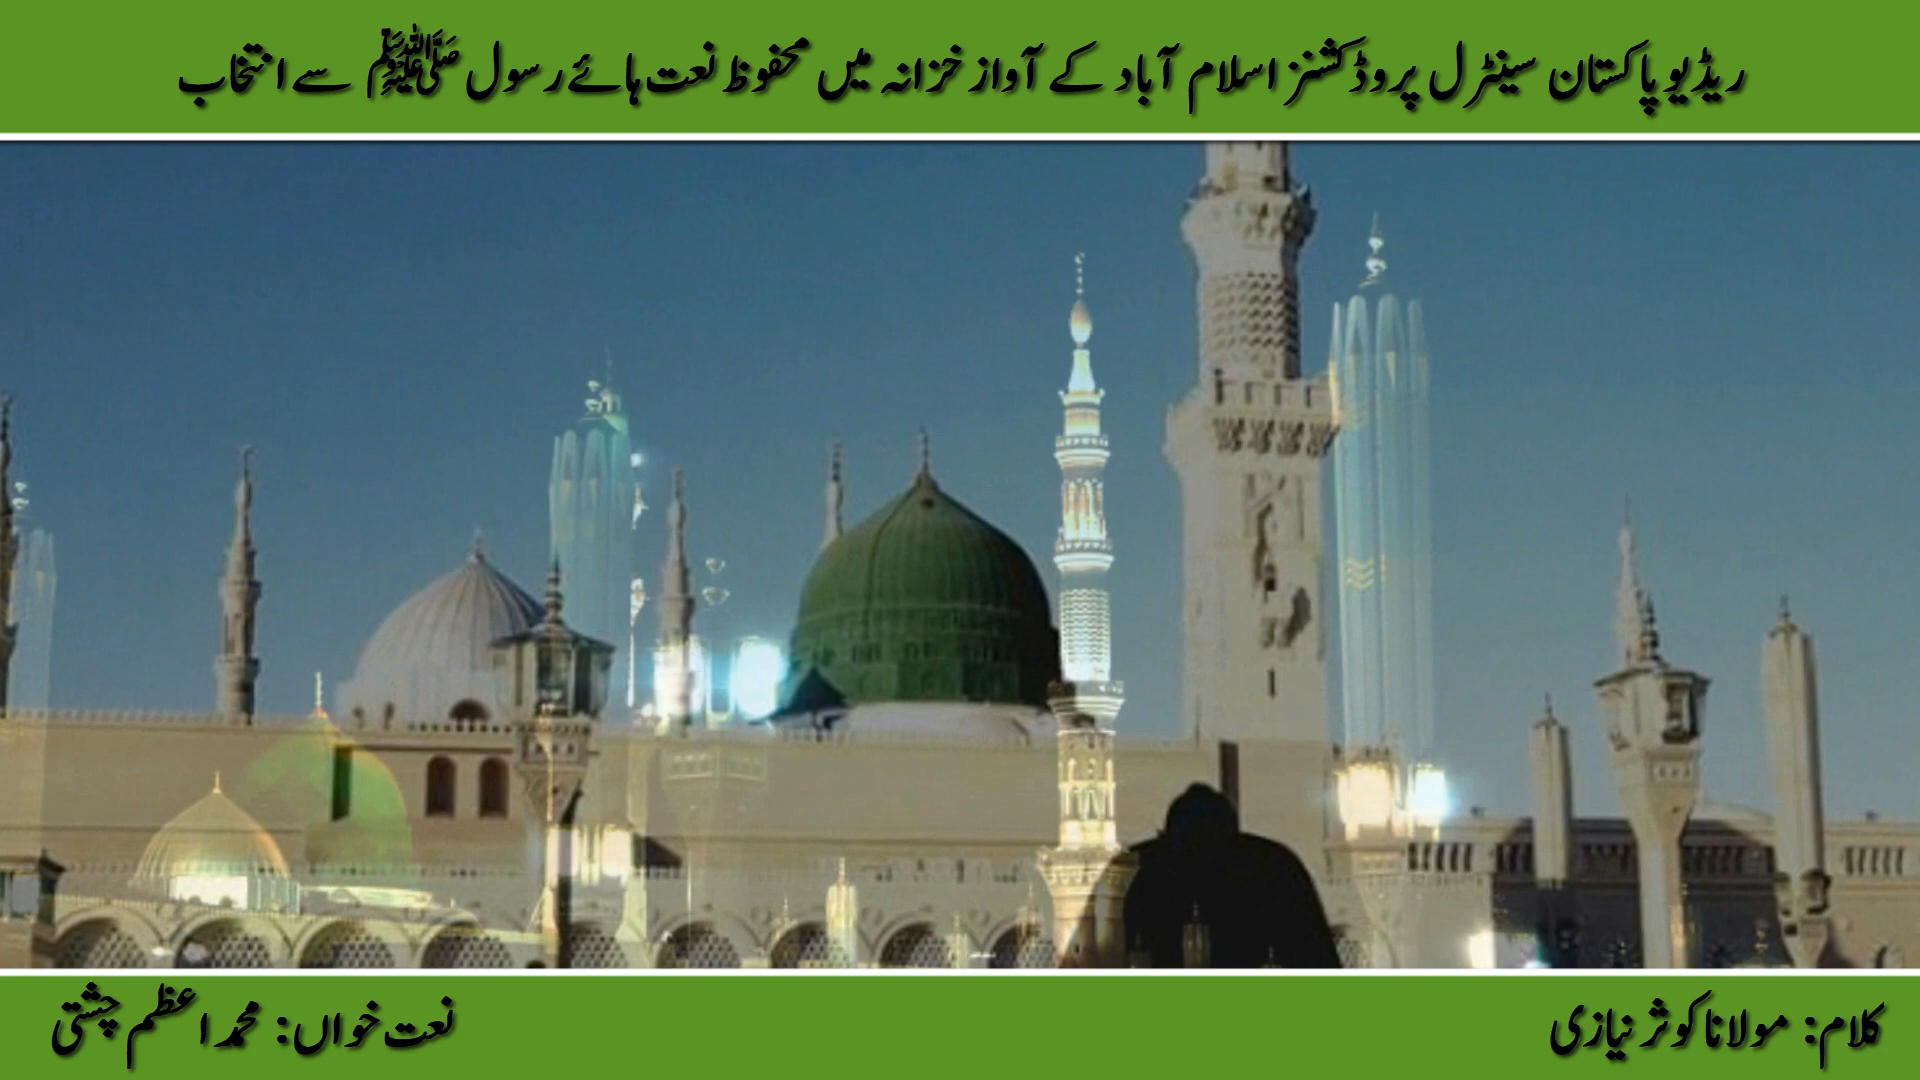 ریڈیو پاکستان سینٹرل پروڈکشنز اسلام آباد کے آواز خزانہ میں محفوظ نعت ہائے رسول ﷺ سے انتخاب
کلام: مولانا کوثر نیازی
نعت خواں: محمد اعظم چشتی